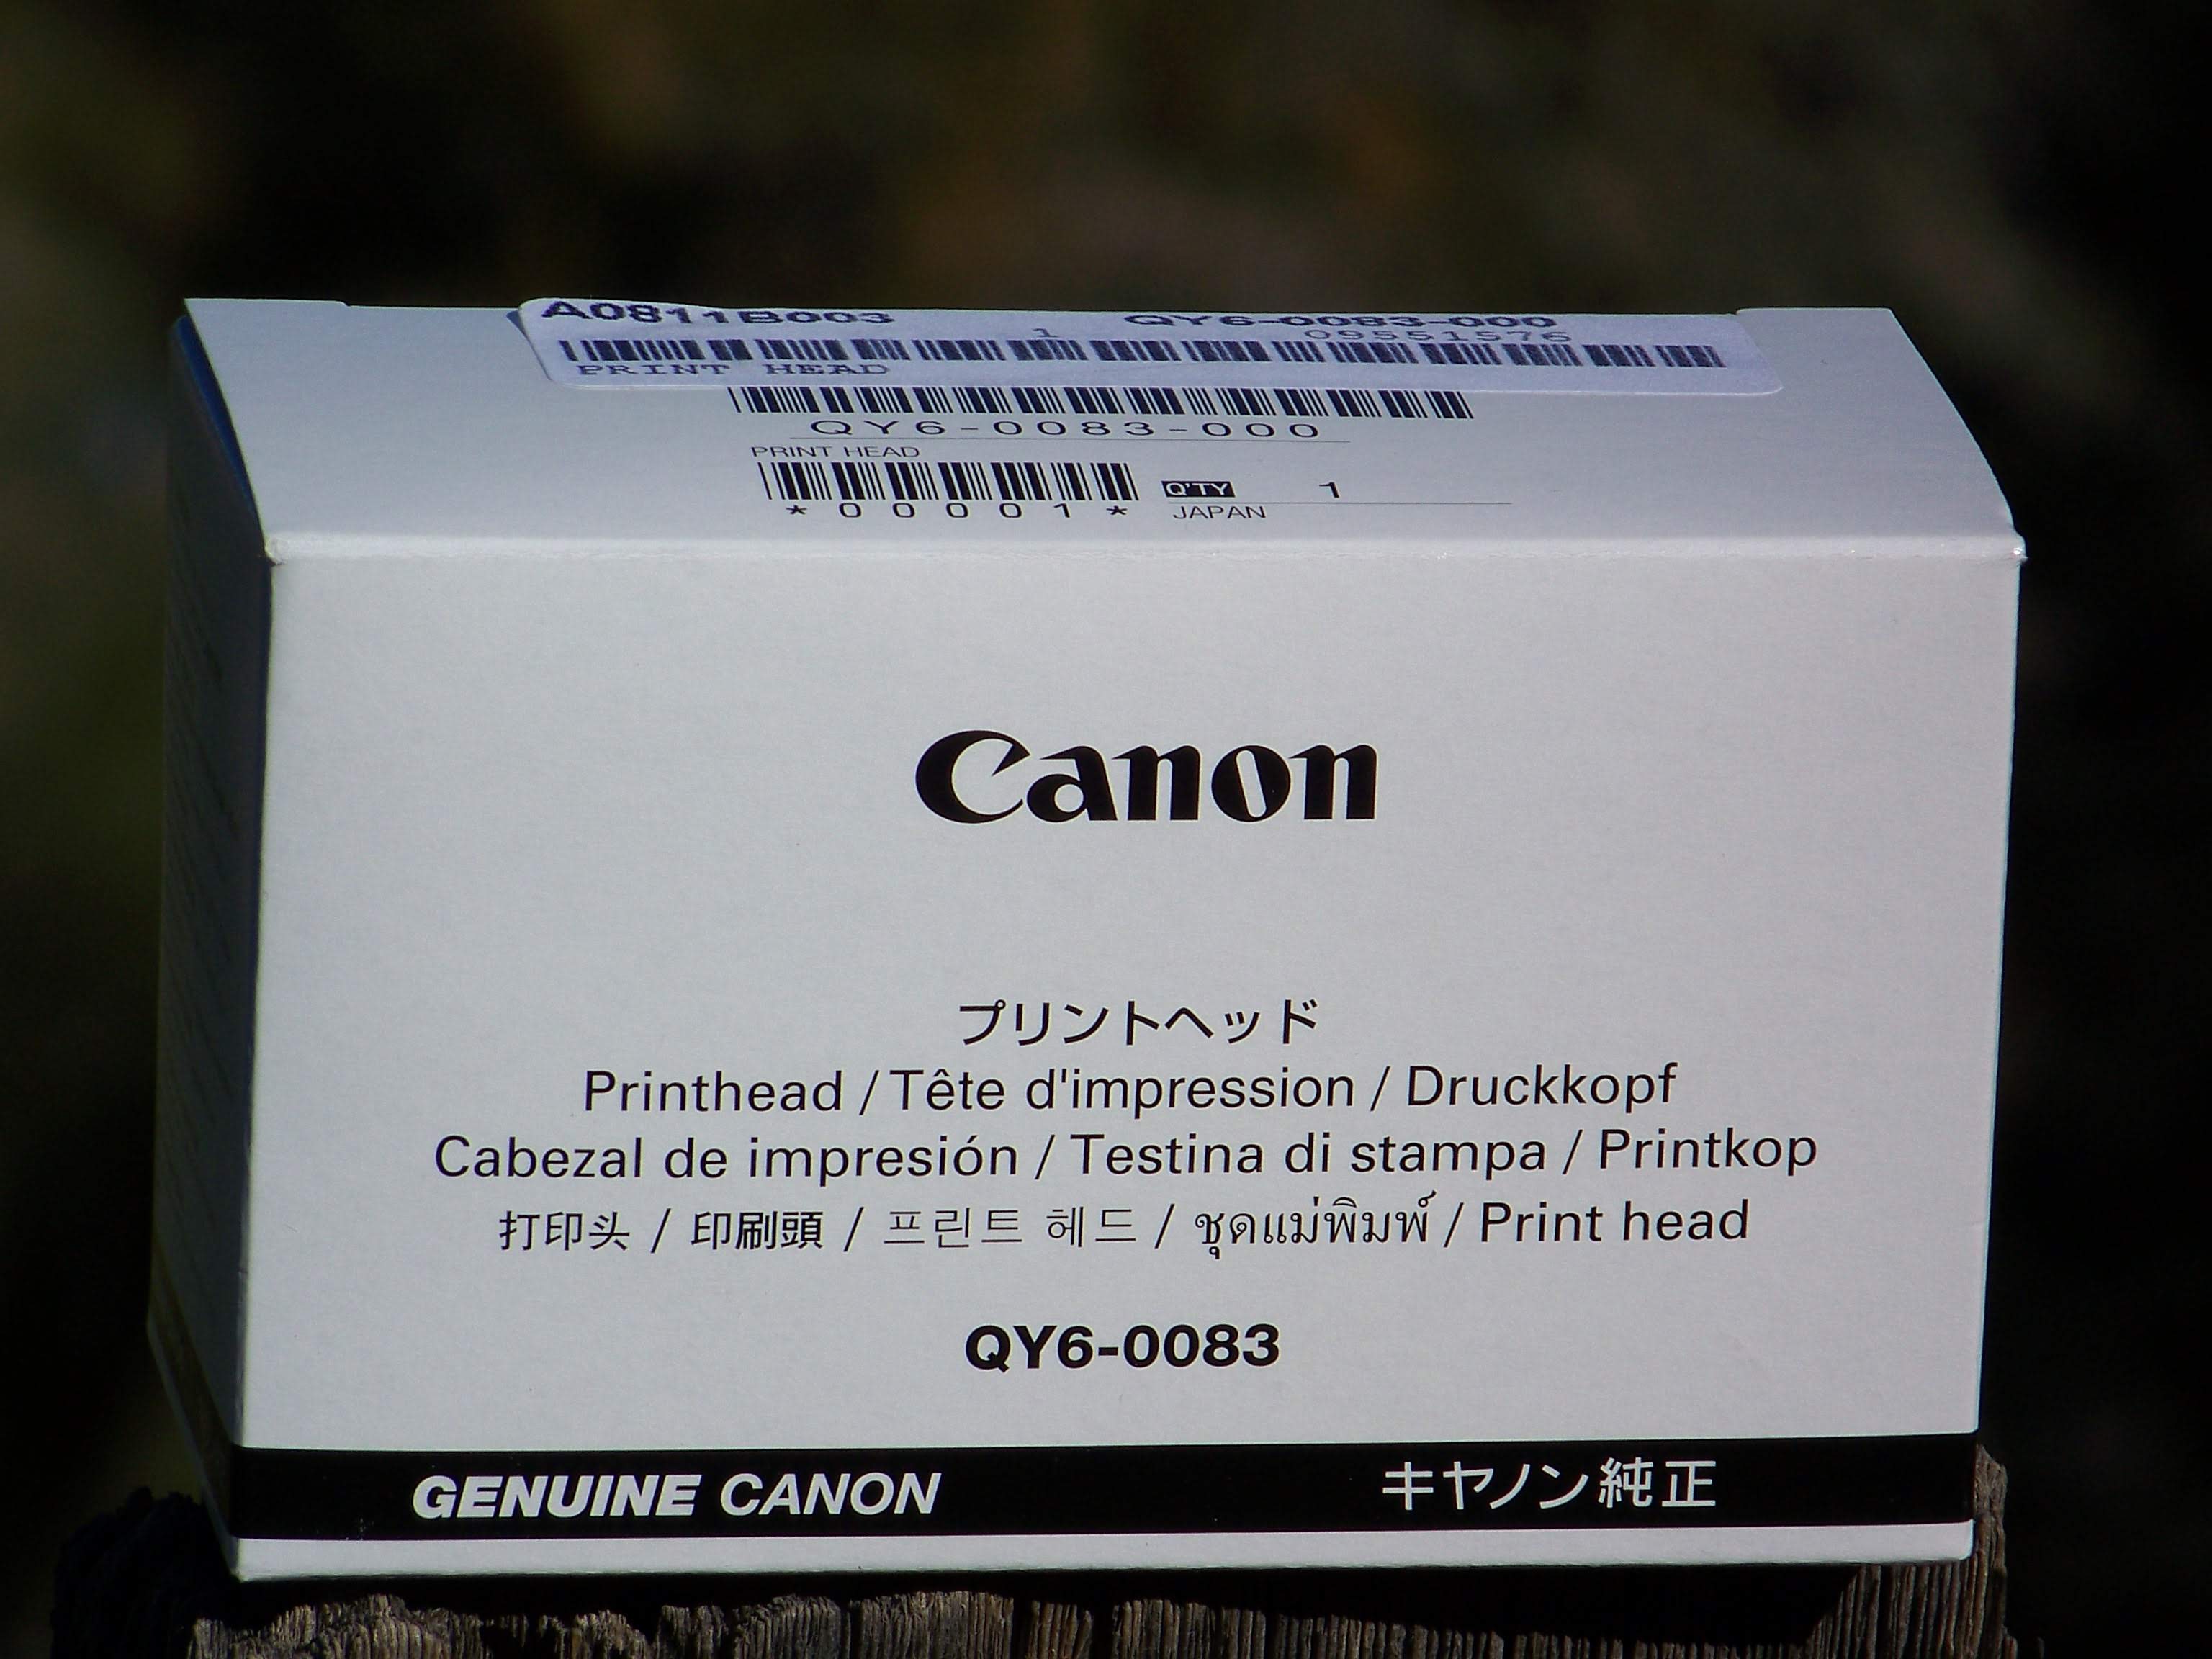 A0811B003 QY6-0083-000
1 09551576
PRINT HEAD
QY6-0083-000
PRINT HEAD
*00001* Q'TY 1
JAPAN
Canon
プリントヘッド
Printhead / Tête d'impression / Druckkopf
Cabezal de impresión / Testina di stampa / Printkop
打印头 / 印刷頭 / 프린트 헤드 / ชุดแม่พิมพ์ / Print head
QY6-0083
GENUINE CANON キヤノン純正